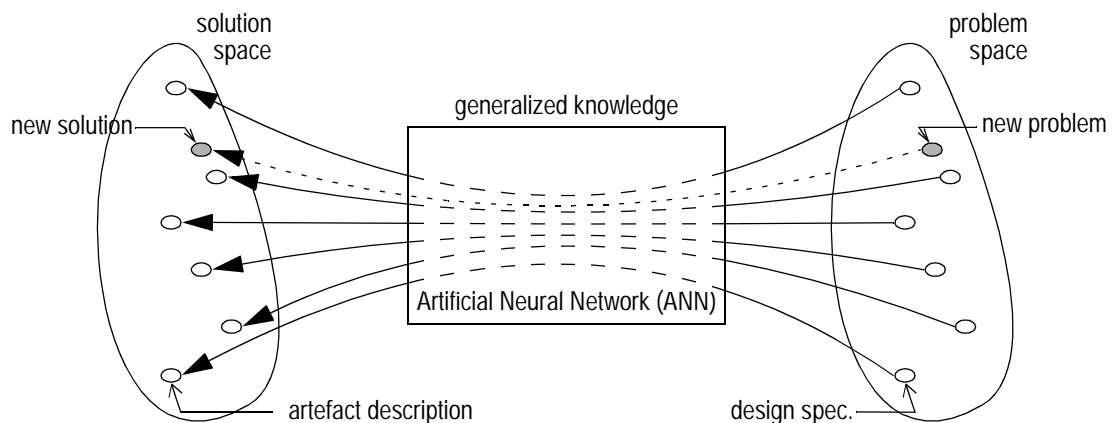 solution
space
problem
space
generalized knowledge
new solution
new problem
Artificial Neural Network (ANN)
artefact description
design spec.